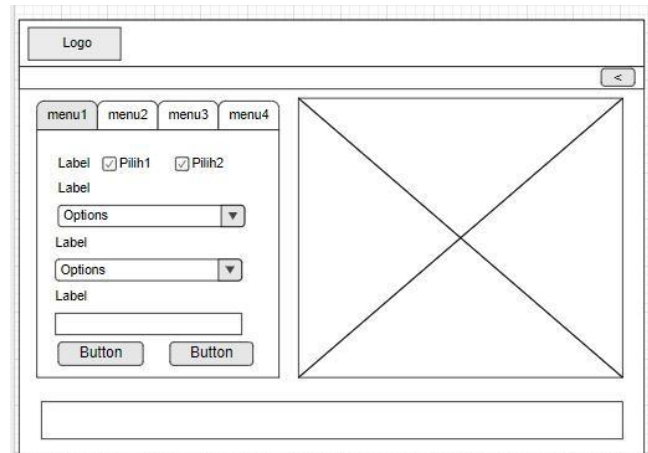 Logo
<
menu1 menu2 menu3 menu4
Label Pilih1 Pilih2
Label
Options
Label
Options
Label
Button Button